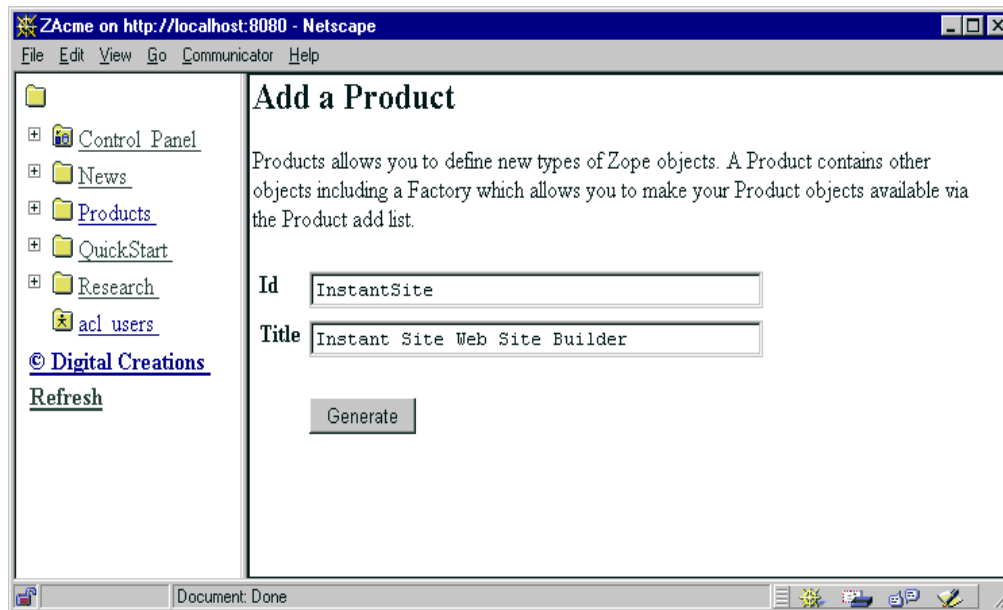 ZAcme on http://localhost:8080 - Netscape
File Edit View Go Communicator Help
Control_Panel
News
Products
QuickStart
Research
acl_users
© Digital Creations
Refresh
Add a Product
Products allows you to define new types of Zope objects. A Product contains other
objects including a Factory which allows you to make your Product objects available via
the Product add list.
Id InstantSite
Title Instant Site Web Site Builder
Generate
Document: Done